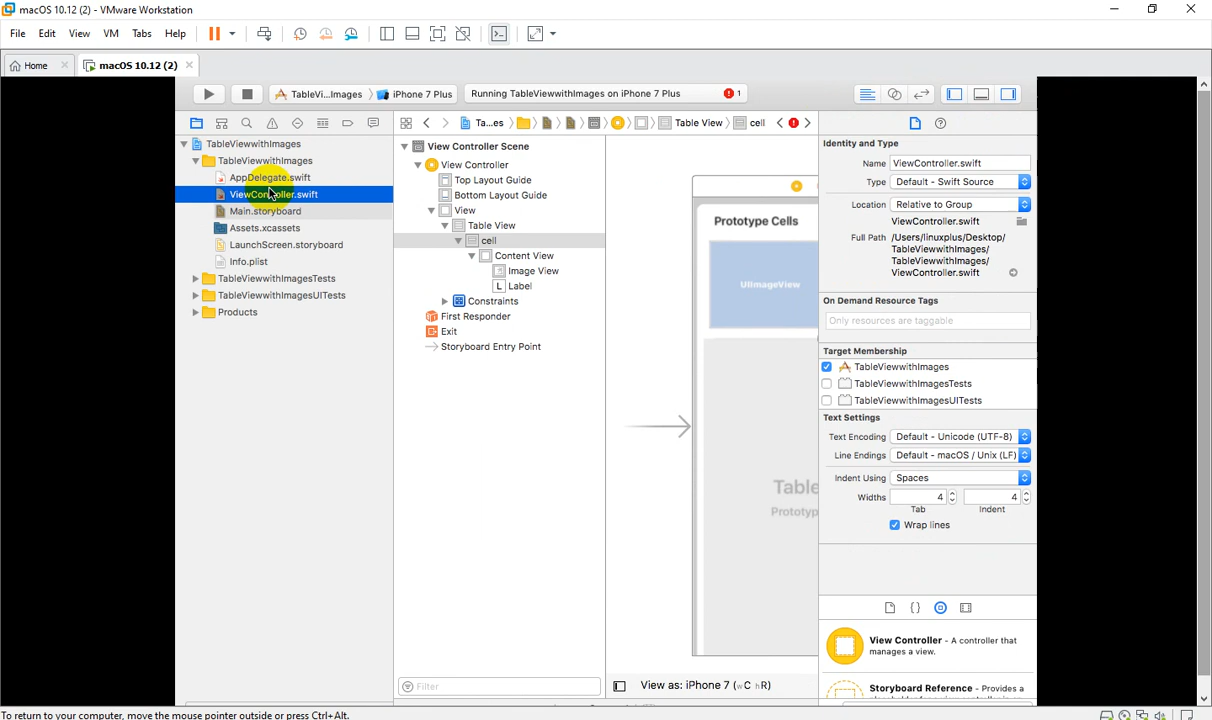 macOS 10.12 (2) - VMware Workstation
File Edit View VM Tabs Help
Home macOS 10.12 (2)
TableVi...Images iPhone 7 Plus Running TableViewwithImages on iPhone 7 Plus 1
Ta...es Table View cell
TableViewwithImages
TableViewwithImages
AppDelegate.swift
ViewController.swift
Main.storyboard
Assets.xcassets
LaunchScreen.storyboard
Info.plist
TableViewwithImagesTests
TableViewwithImagesUITests
Products
View Controller Scene
View Controller
Top Layout Guide
Bottom Layout Guide
View
Table View
cell
Content View
Image View
L Label
Constraints
First Responder
Exit
Storyboard Entry Point
Filter
Prototype Cells
UIImageView
Table
Prototyp
View as: iPhone 7 (wC hR)
Identity and Type
Name ViewController.swift
Type Default - Swift Source
Location Relative to Group
ViewController.swift
Full Path /Users/linuxplus/Desktop/
TableViewwithImages/
TableViewwithImages/
ViewController.swift
On Demand Resource Tags
Only resources are taggable
Target Membership
TableViewwithImages
TableViewwithImagesTests
TableViewwithImagesUITests
Text Settings
Text Encoding Default - Unicode (UTF-8)
Line Endings Default - macOS / Unix (LF)
Indent Using Spaces
Widths 4 4
Tab Indent
Wrap lines
View Controller - A controller that
manages a view.
Storyboard Reference - Provides a
To return to your computer, move the mouse pointer outside or press Ctrl+Alt.